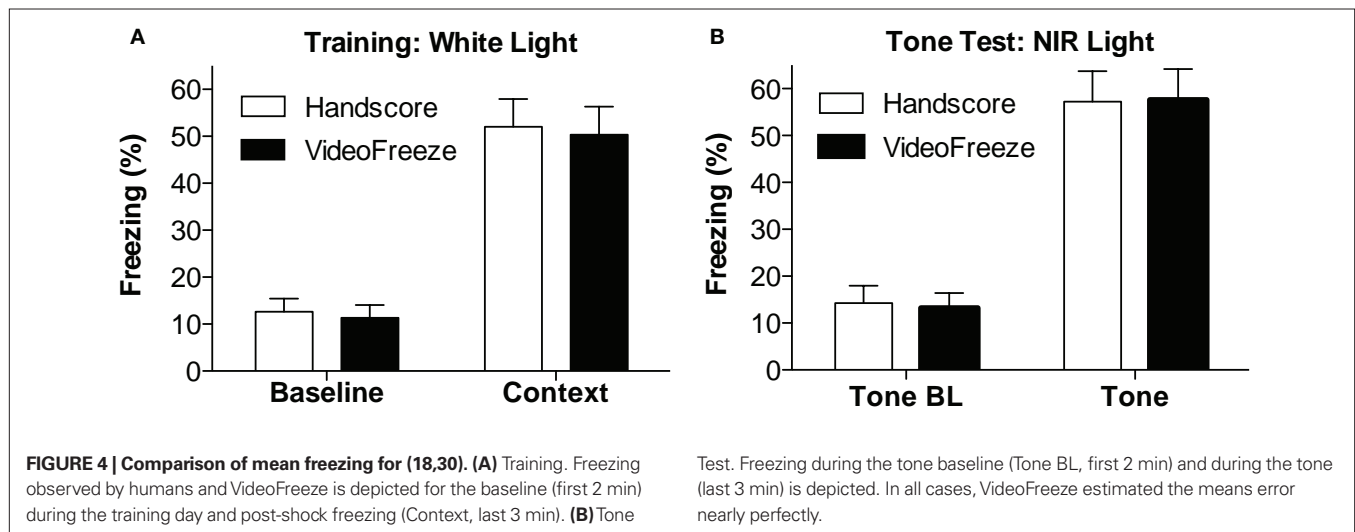 A
Training: White Light
Freezing (%)
60
50
40
30
20
10
0
Handscore
VideoFreeze
Baseline
Context
B
Tone Test: NIR Light
Freezing (%)
60
50
40
30
20
10
0
Handscore
VideoFreeze
Tone BL
Tone
FIGURE 4 | Comparison of mean freezing for (18,30). (A) Training. Freezing
observed by humans and VideoFreeze is depicted for the baseline (first 2 min)
during the training day and post-shock freezing (Context, last 3 min). (B) Tone
Test. Freezing during the tone baseline (Tone BL, first 2 min) and during the tone
(last 3 min) is depicted. In all cases, VideoFreeze estimated the means error
nearly perfectly.